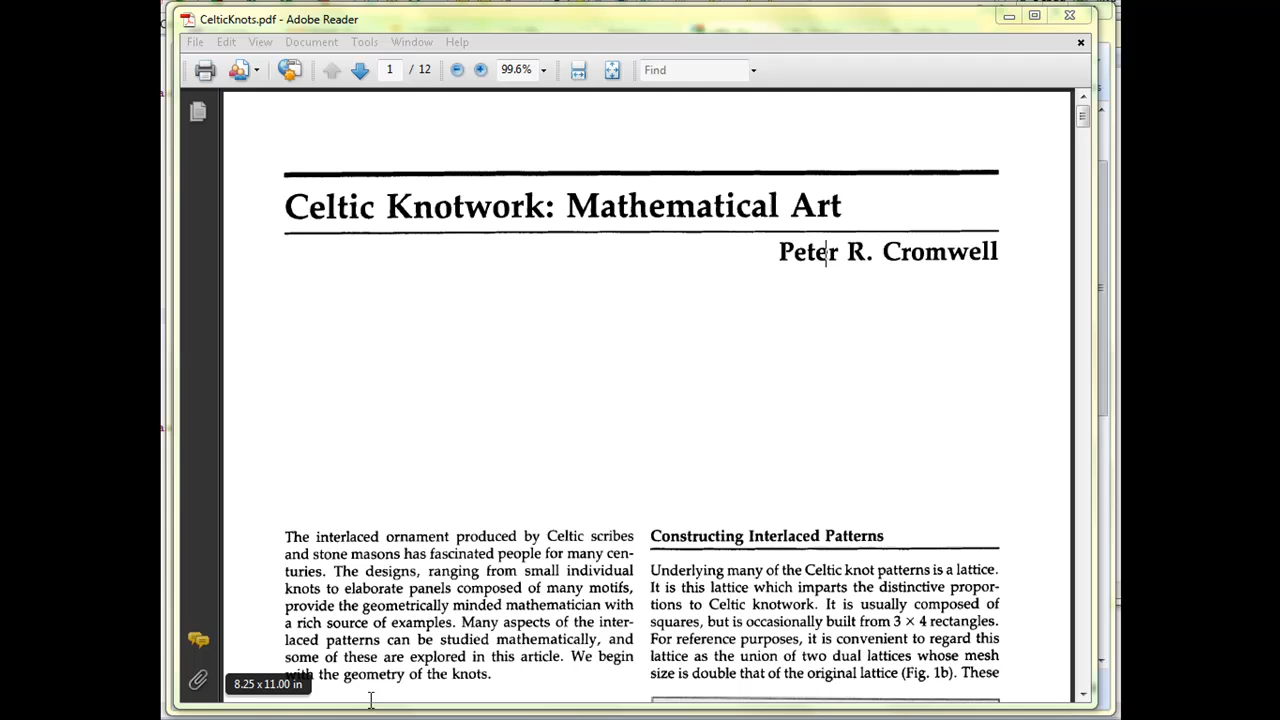 CelticKnots.pdf - Adobe Reader
File Edit View Document Tools Window Help
1 / 12 99.6% Find
Celtic Knotwork: Mathematical Art
Peter R. Cromwell
The interlaced ornament produced by Celtic scribes
and stone masons has fascinated people for many cen-
turies. The designs, ranging from small individual
knots to elaborate panels composed of many motifs,
provide the geometrically minded mathematician with
a rich source of examples. Many aspects of the inter-
laced patterns can be studied mathematically, and
some of these are explored in this article. We begin
with the geometry of the knots.
Constructing Interlaced Patterns
Underlying many of the Celtic knot patterns is a lattice.
It is this lattice which imparts the distinctive propor-
tions to Celtic knotwork. It is usually composed of
squares, but is occasionally built from 3 × 4 rectangles.
For reference purposes, it is convenient to regard this
lattice as the union of two dual lattices whose mesh
size is double that of the original lattice (Fig. 1b). These
8.25 x 11.00 in